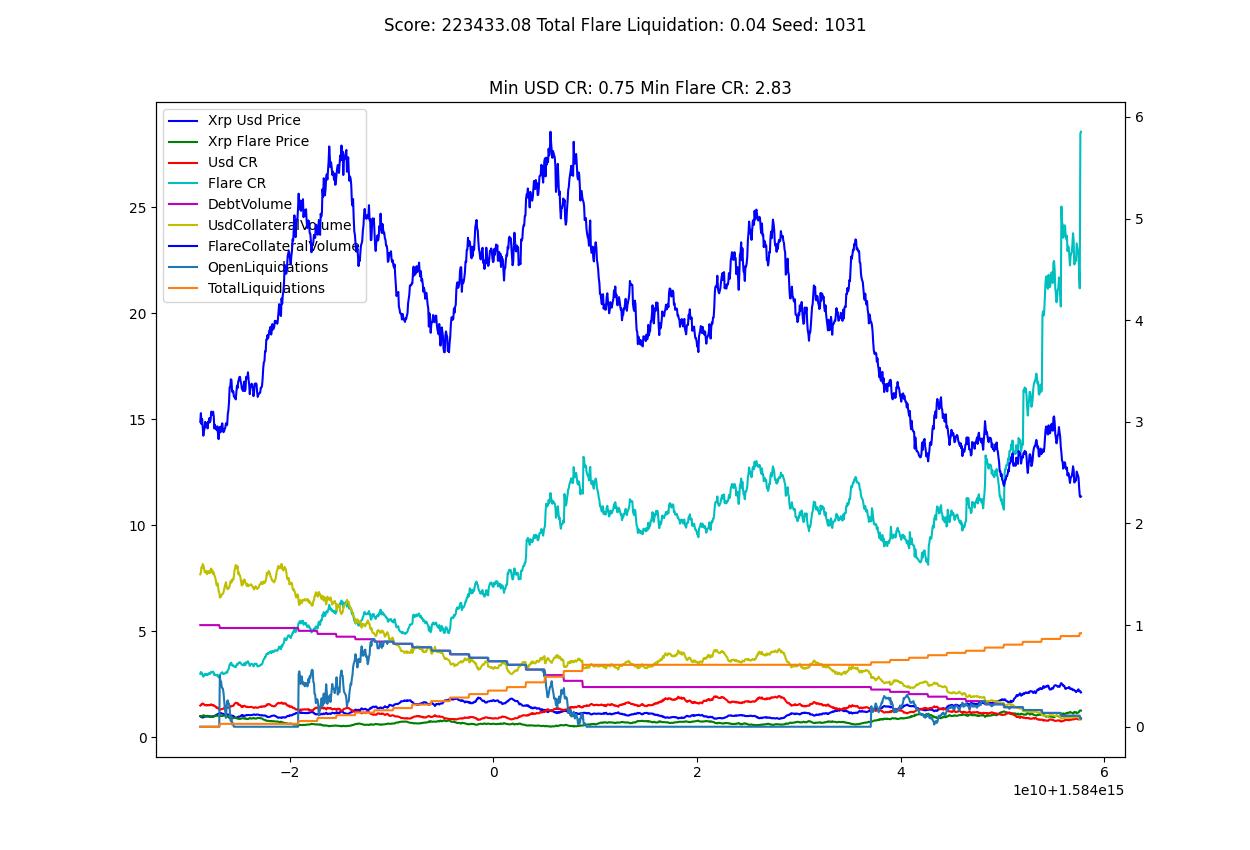 Score: 223433.08 Total Flare Liquidation: 0.04 Seed: 1031
Min USD CR: 0.75 Min Flare CR: 2.83
Xrp Usd Price
Xrp Flare Price
Usd CR
Flare CR
DebtVolume
UsdCollateralVolume
FlareCollateralVolume
OpenLiquidations
TotalLiquidations
25
20
15
10
5
0
6
5
4
3
2
1
0
−2
0
2
4
6
1e10+1.584e15